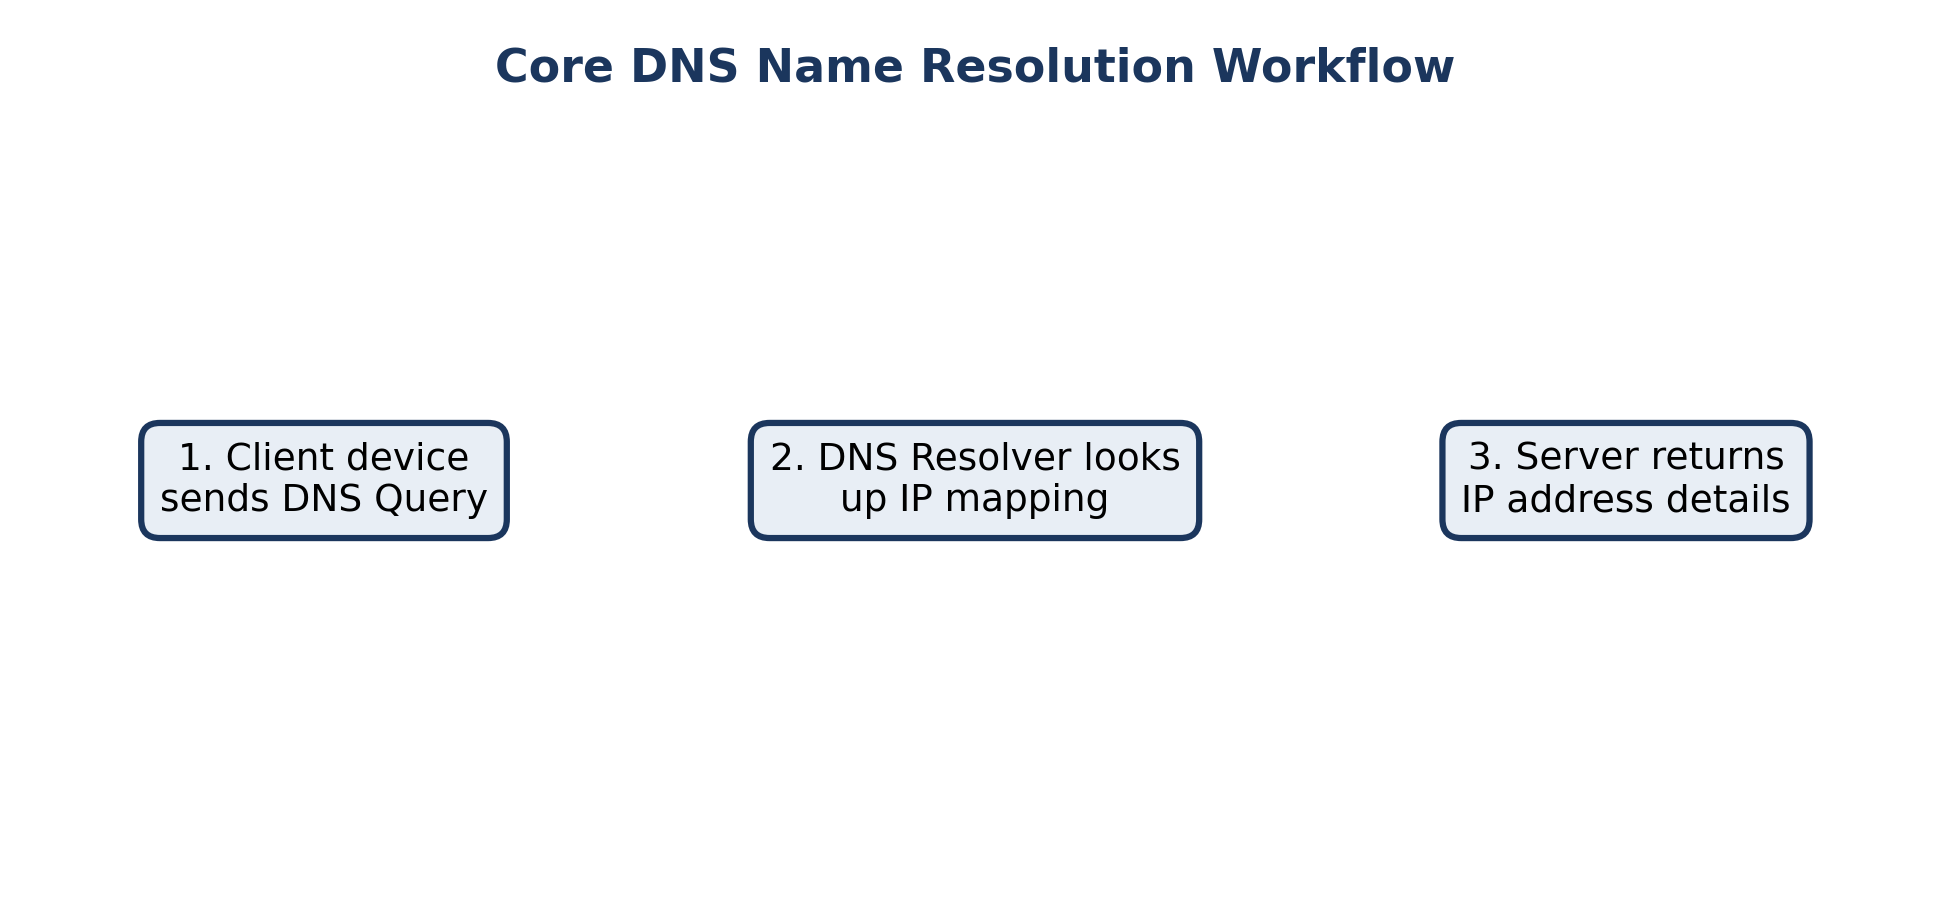 Core DNS Name Resolution Workflow
1. Client device
sends DNS Query
2. DNS Resolver looks
up IP mapping
3. Server returns
IP address details